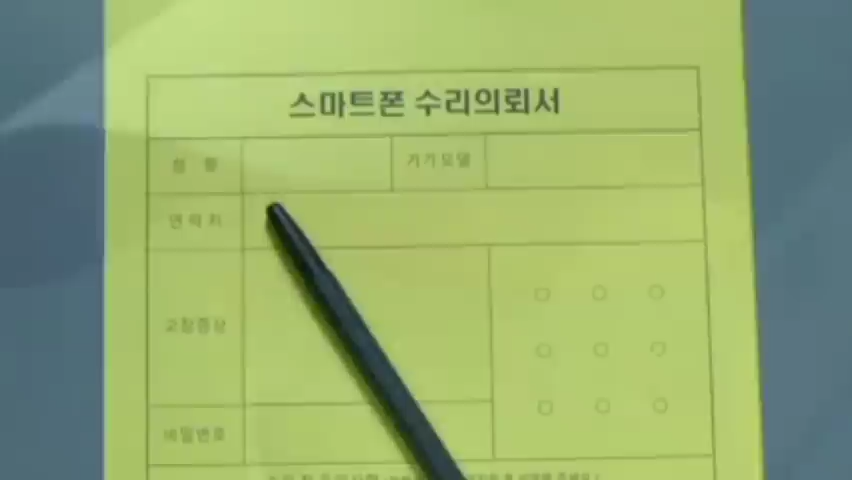 스마트폰 수리의뢰서
성 함 기기모델
연 락 처
고장증상
비밀번호